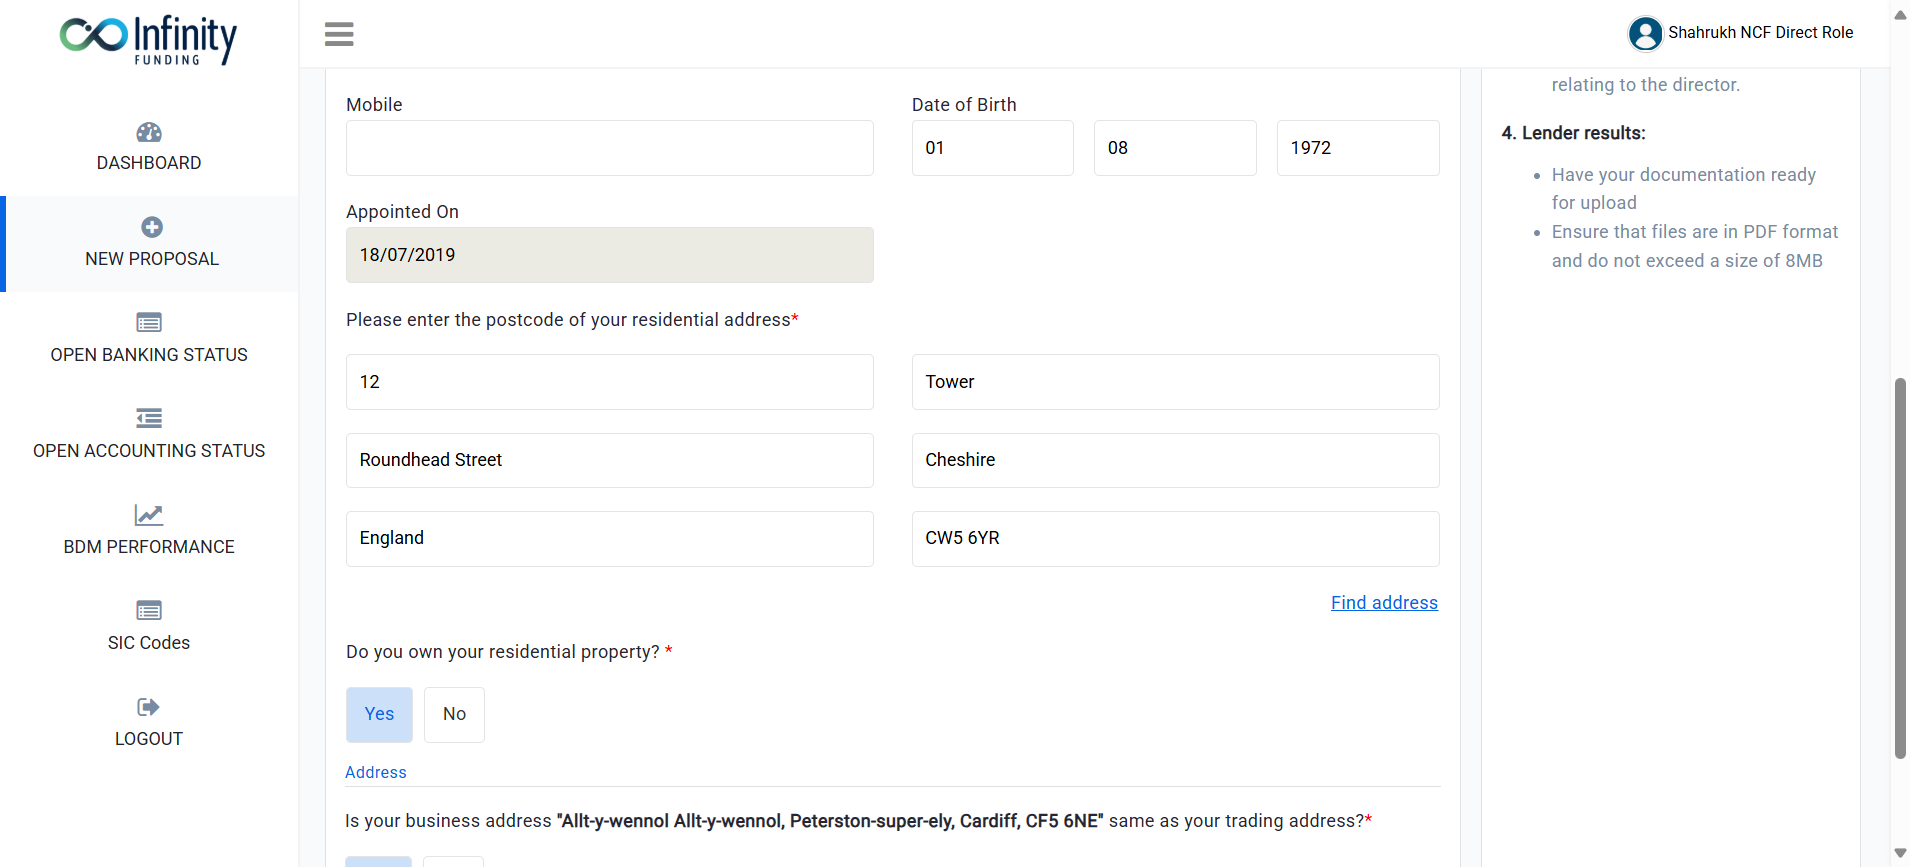 Infinity
FUNDING
Shahrukh NCF Direct Role
DASHBOARD
NEW PROPOSAL
OPEN BANKING STATUS
OPEN ACCOUNTING STATUS
BDM PERFORMANCE
SIC Codes
LOGOUT
Mobile
Date of Birth
01
08
1972
Appointed On
18/07/2019
Please enter the postcode of your residential address*
12
Tower
Roundhead Street
Cheshire
England
CW5 6YR
Find address
Do you own your residential property? *
Yes
No
Address
Is your business address "Allt-y-wennol Allt-y-wennol, Peterston-super-ely, Cardiff, CF5 6NE" same as your trading address?*
relating to the director.
4. Lender results:
• Have your documentation ready
for upload
• Ensure that files are in PDF format
and do not exceed a size of 8MB